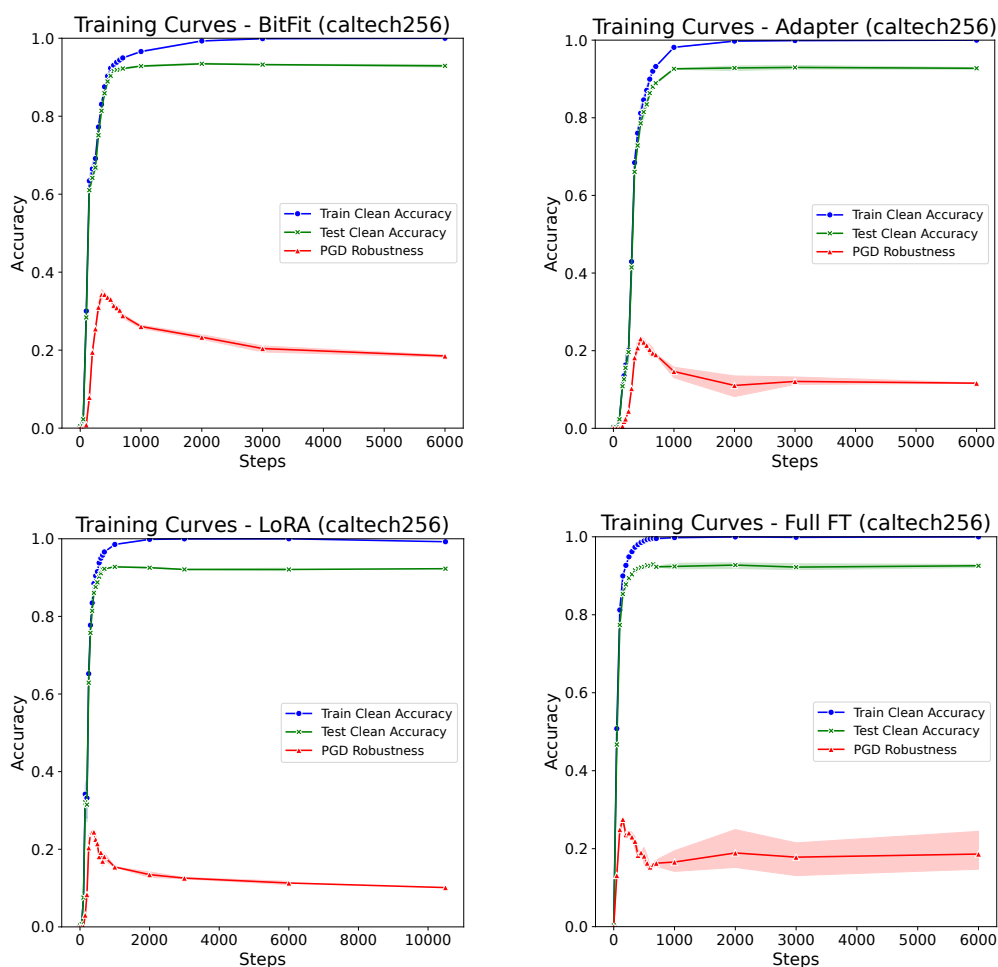 Training Curves - BitFit (caltech256)
1.0
0.8
0.6
0.4
0.2
0.0
Accuracy
Train Clean Accuracy
Test Clean Accuracy
PGD Robustness
0 1000 2000 3000 4000 5000 6000
Steps
Training Curves - Adapter (caltech256)
1.0
0.8
0.6
0.4
0.2
0.0
Accuracy
Train Clean Accuracy
Test Clean Accuracy
PGD Robustness
0 1000 2000 3000 4000 5000 6000
Steps
Training Curves - LoRA (caltech256)
1.0
0.8
0.6
0.4
0.2
0.0
Accuracy
Train Clean Accuracy
Test Clean Accuracy
PGD Robustness
0 2000 4000 6000 8000 10000
Steps
Training Curves - Full FT (caltech256)
1.0
0.8
0.6
0.4
0.2
0.0
Accuracy
Train Clean Accuracy
Test Clean Accuracy
PGD Robustness
0 1000 2000 3000 4000 5000 6000
Steps